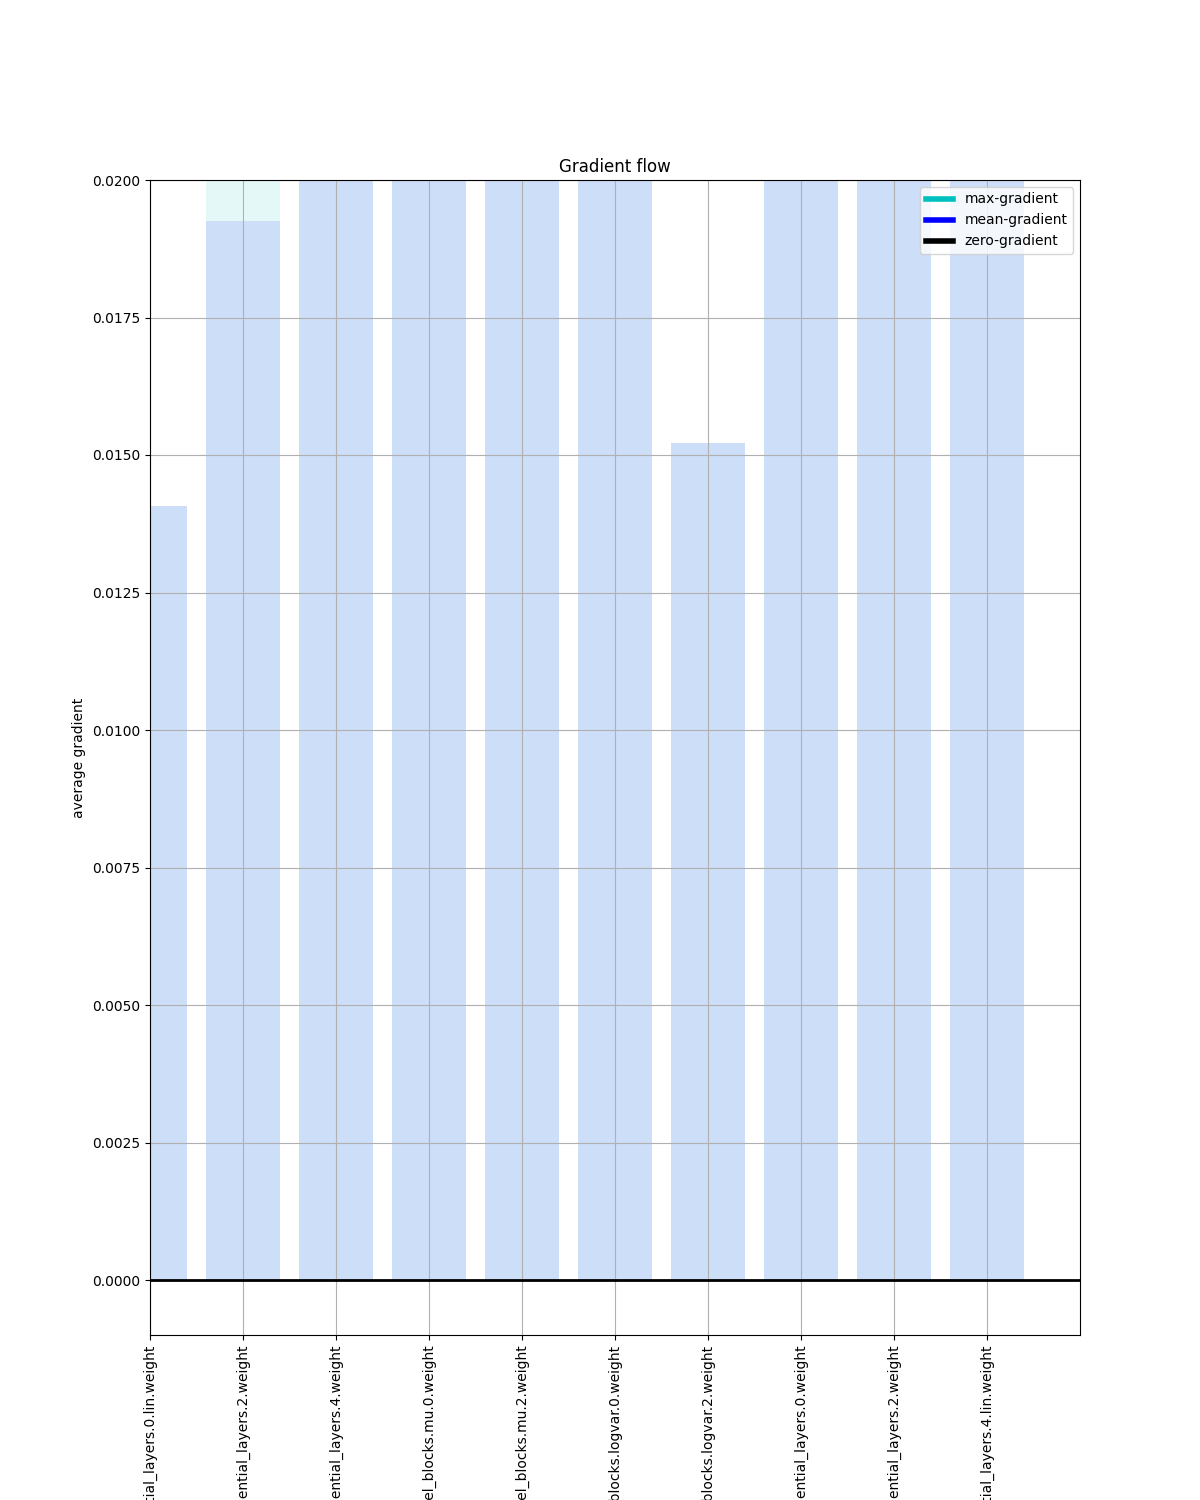 Gradient flow
0.0200
0.0175
0.0150
0.0125
0.0100
0.0075
0.0050
0.0025
0.0000
average gradient
max-gradient
mean-gradient
zero-gradient
tial_layers.0.lin.weight
ential_layers.2.weight
ential_layers.4.weight
el_blocks.mu.0.weight
el_blocks.mu.2.weight
blocks.logvar.0.weight
blocks.logvar.2.weight
ential_layers.0.weight
ential_layers.2.weight
tial_layers.4.lin.weight